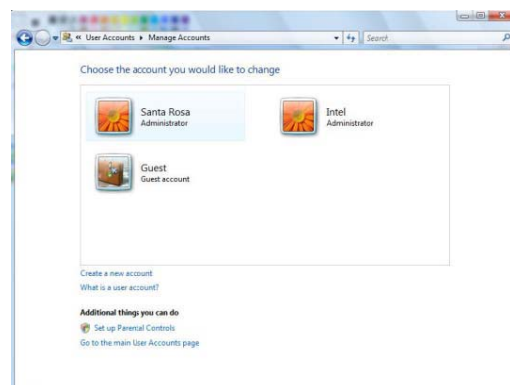 « User Accounts ▸ Manage Accounts
Search
Choose the account you would like to change
Santa Rosa
Administrator
Intel
Administrator
Guest
Guest account
Create a new account
What is a user account?
Additional things you can do
Set up Parental Controls
Go to the main User Accounts page